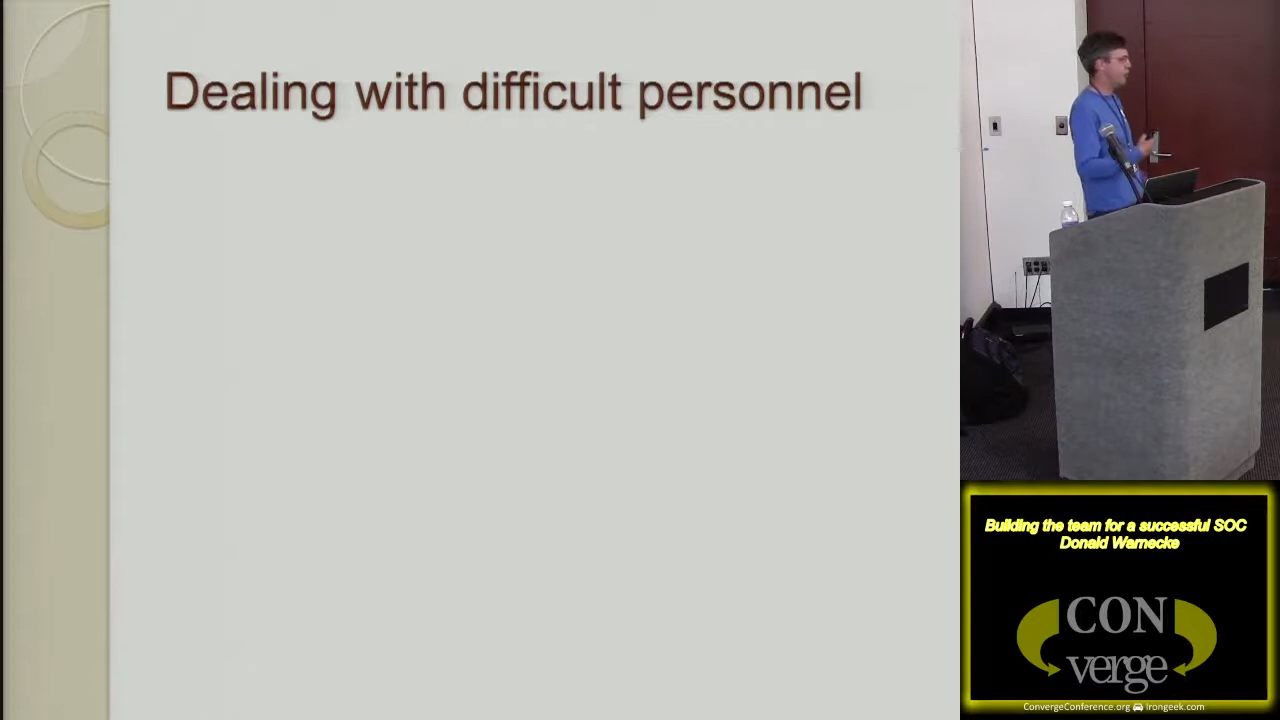 Dealing with difficult personnel
Building the team for a successful SOC
Donald Warnecke
CON
verge
ConvergeConference.org Irongeek.com